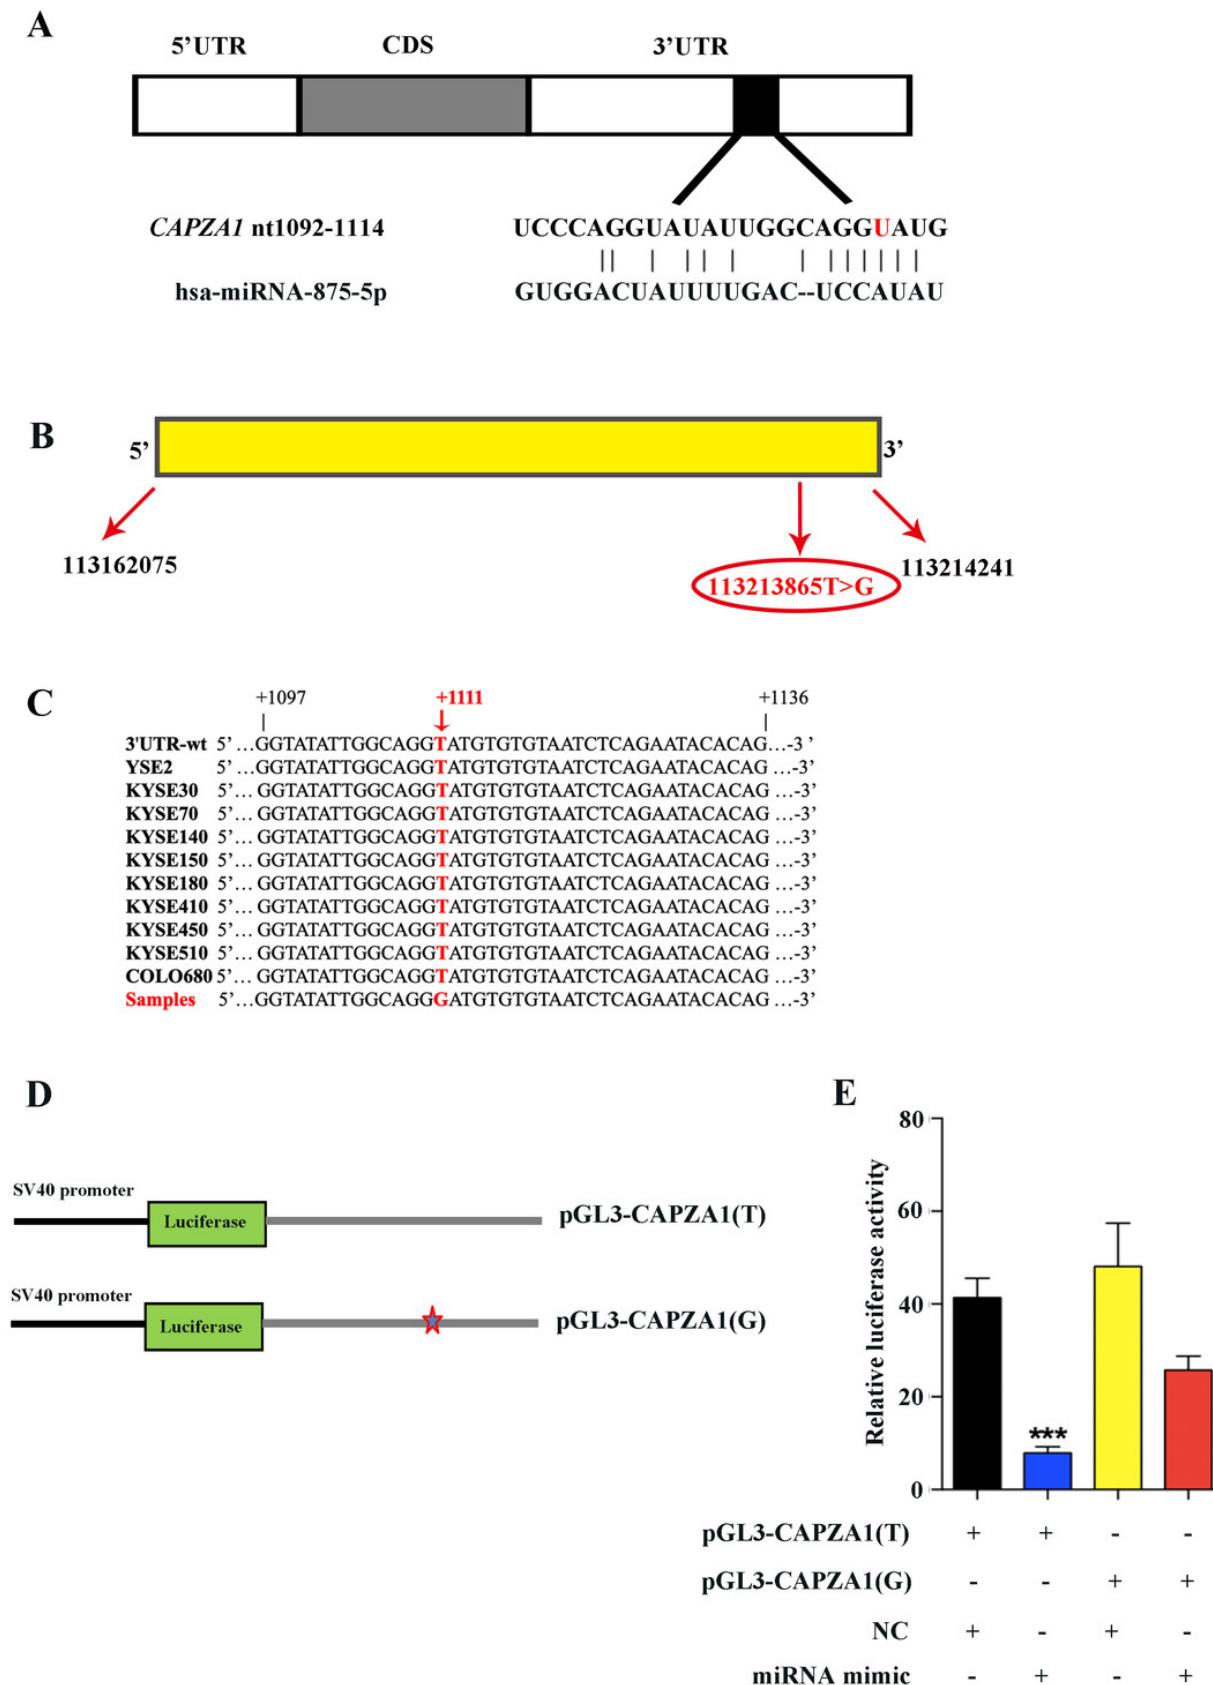 A
5’UTR CDS 3’UTR
CAPZA1 nt1092-1114 UCCCAGGUAUAUUGGCAGGUAUG
hsa-miRNA-875-5p GUGGACUAUUUUGAC--UCCAUAU
B
5’ 3’
113162075 113213865T>G 113214241
C
+1097 +1111 +1136
3'UTR-wt 5’…GGTATATTGGCAGGTATGTGTGTAATCTCAGAATACACAG…-3 ’
YSE2 5’… GGTATATTGGCAGGTATGTGTGTAATCTCAGAATACACAG …-3’
KYSE30 5’… GGTATATTGGCAGGTATGTGTGTAATCTCAGAATACACAG …-3’
KYSE70 5’… GGTATATTGGCAGGTATGTGTGTAATCTCAGAATACACAG …-3’
KYSE140 5’… GGTATATTGGCAGGTATGTGTGTAATCTCAGAATACACAG …-3’
KYSE150 5’… GGTATATTGGCAGGTATGTGTGTAATCTCAGAATACACAG …-3’
KYSE180 5’… GGTATATTGGCAGGTATGTGTGTAATCTCAGAATACACAG …-3’
KYSE410 5’… GGTATATTGGCAGGTATGTGTGTAATCTCAGAATACACAG …-3’
KYSE450 5’… GGTATATTGGCAGGTATGTGTGTAATCTCAGAATACACAG …-3’
KYSE510 5’… GGTATATTGGCAGGTATGTGTGTAATCTCAGAATACACAG …-3’
COLO680 5’… GGTATATTGGCAGGTATGTGTGTAATCTCAGAATACACAG …-3’
Samples 5’…GGTATATTGGCAGGGATGTGTGTAATCTCAGAATACACAG …-3’
D
SV40 promoter
Luciferase pGL3-CAPZA1(T)
SV40 promoter
Luciferase pGL3-CAPZA1(G)
E
Relative luciferase activity
80
60
40
20
0
***
pGL3-CAPZA1(T) + + - -
pGL3-CAPZA1(G) - - + +
NC + - + -
miRNA mimic - + - +